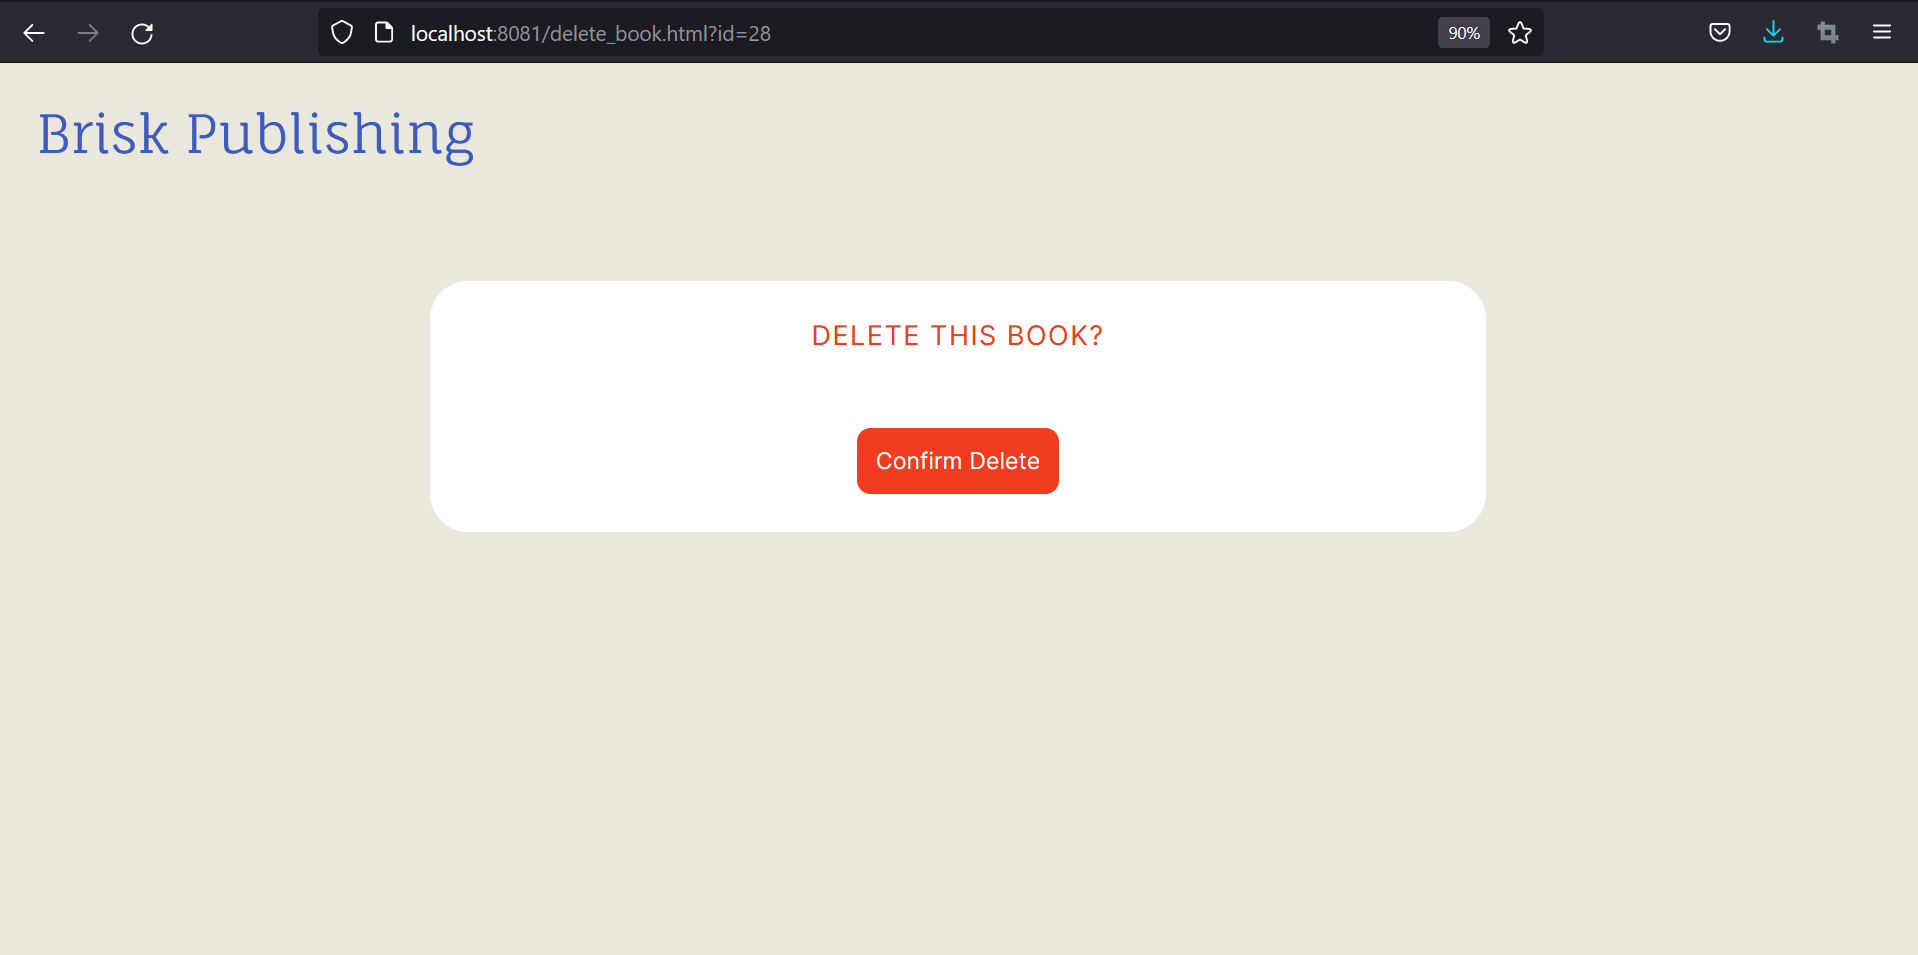 localhost:8081/delete_book.html?id=28 90%
Brisk Publishing
DELETE THIS BOOK?
Confirm Delete